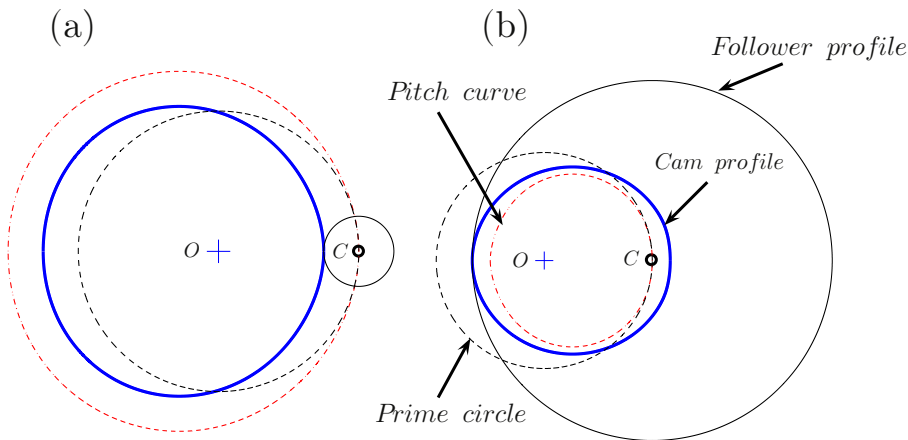 (a)
(b)
Follower profile
Pitch curve
Cam profile
O
C
O
C
Prime circle